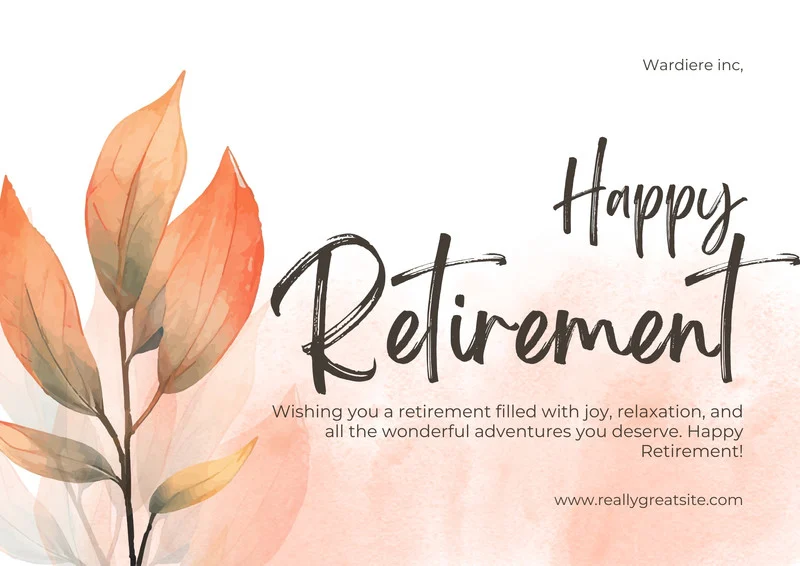 Wardiere inc,
Happy
Retirement
Wishing you a retirement filled with joy, relaxation, and
all the wonderful adventures you deserve. Happy
Retirement!
www.reallygreatsite.com